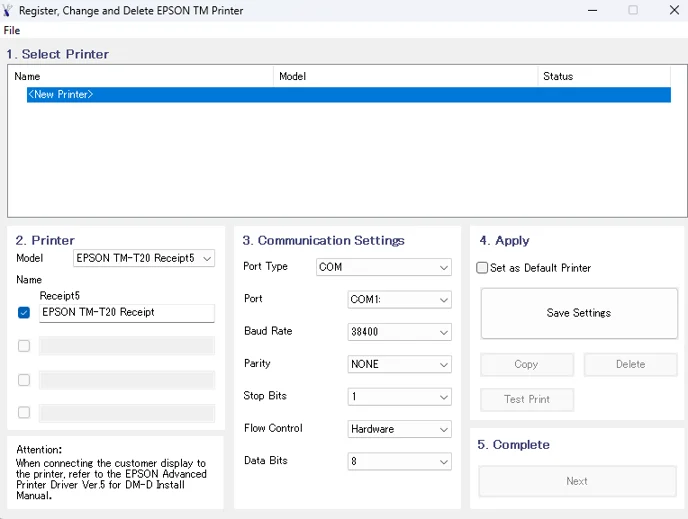 Register, Change and Delete EPSON TM Printer
File
1. Select Printer
Name Model Status
<New Printer>
2. Printer
Model EPSON TM-T20 Receipt5
Name
Receipt5
EPSON TM-T20 Receipt
Attention:
When connecting the customer display to
the printer, refer to the EPSON Advanced
Printer Driver Ver.5 for DM-D Install
Manual.
3. Communication Settings
Port Type COM
Port COM1:
Baud Rate 38400
Parity NONE
Stop Bits 1
Flow Control Hardware
Data Bits 8
4. Apply
Set as Default Printer
Save Settings
Copy Delete
Test Print
5. Complete
Next